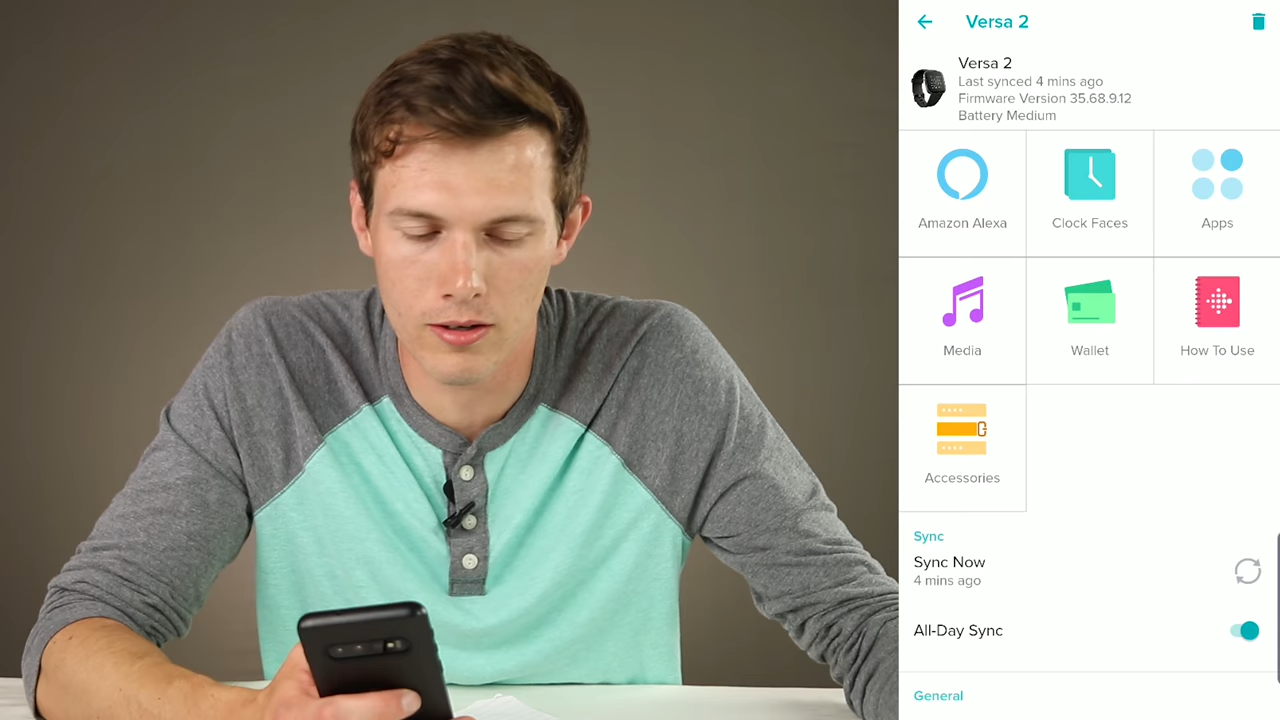 Versa 2
Versa 2
Last synced 4 mins ago
Firmware Version 35.68.9.12
Battery Medium
Amazon Alexa
Clock Faces
Apps
Media
Wallet
How To Use
Accessories
Sync
Sync Now
4 mins ago
All-Day Sync
General